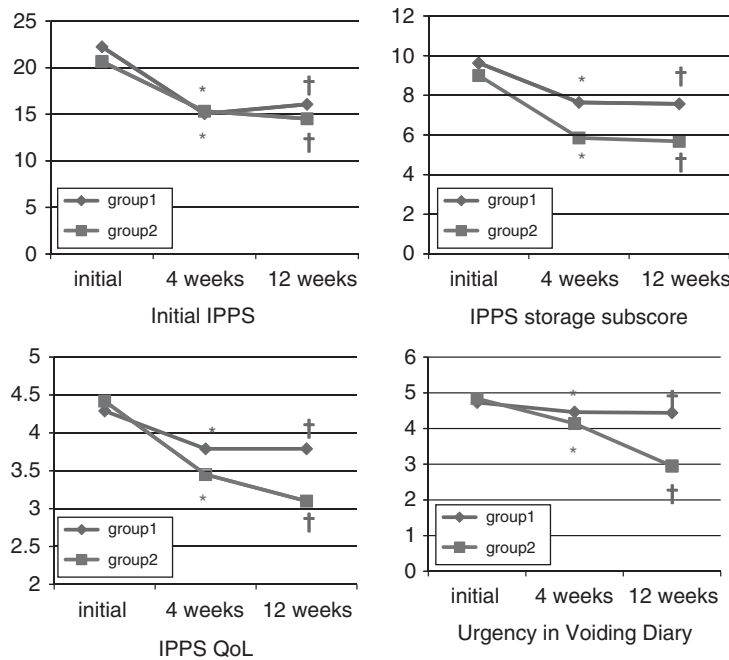 25
20
15
10
5
0
*
*
†
†
group1
group2
initial 4 weeks 12 weeks
Initial IPPS
12
10
8
6
4
2
0
*
*
†
†
group1
group2
initial 4 weeks 12 weeks
IPPS storage subscore
5
4.5
4
3.5
3
2.5
2
*
*
†
†
group1
group2
initial 4 weeks 12 weeks
IPPS QoL
6
5
4
3
2
1
0
*
*
†
†
group1
group2
initial 4 weeks 12 weeks
Urgency in Voiding Diary